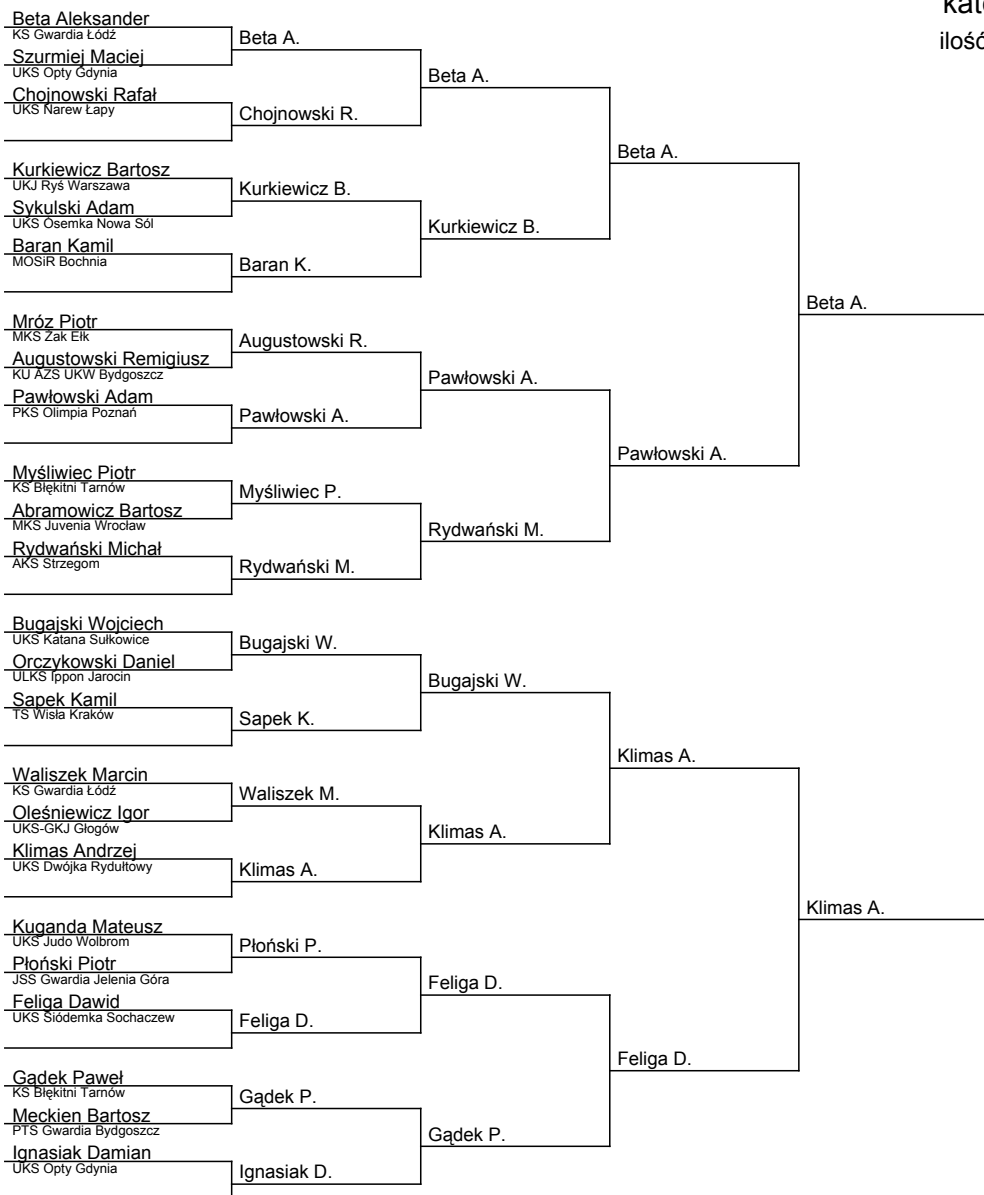 kate
ilość
Beta Aleksander
KS Gwardia Łódź
Szurmiej Maciej
UKS Opty Gdynia
Chojnowski Rafał
UKS Narew Łapy
Kurkiewicz Bartosz
UKJ Ryś Warszawa
Sykulski Adam
UKS Ósemka Nowa Sól
Baran Kamil
MOSiR Bochnia
Mróz Piotr
MKS Żak Ełk
Augustowski Remigiusz
KU AZS UKW Bydgoszcz
Pawłowski Adam
PKS Olimpia Poznań
Myśliwiec Piotr
KS Błękitni Tarnów
Abramowicz Bartosz
MKS Juvenia Wrocław
Rydwański Michał
AKS Strzegom
Bugajski Wojciech
UKS Katana Sułkowice
Orczykowski Daniel
ULKS Ippon Jarocin
Sapek Kamil
TS Wisła Kraków
Waliszek Marcin
KS Gwardia Łódź
Oleśniewicz Igor
UKS-GKJ Głogów
Klimas Andrzej
UKS Dwójka Rydułtowy
Kuganda Mateusz
UKS Judo Wolbrom
Płoński Piotr
JSS Gwardia Jelenia Góra
Feliga Dawid
UKS Siódemka Sochaczew
Gądek Paweł
KS Błękitni Tarnów
Meckien Bartosz
PTS Gwardia Bydgoszcz
Ignasiak Damian
UKS Opty Gdynia
Beta A.
Chojnowski R.
Kurkiewicz B.
Baran K.
Augustowski R.
Pawłowski A.
Myśliwiec P.
Rydwański M.
Bugajski W.
Sapek K.
Waliszek M.
Klimas A.
Płoński P.
Feliga D.
Gądek P.
Ignasiak D.
Beta A.
Kurkiewicz B.
Pawłowski A.
Rydwański M.
Bugajski W.
Klimas A.
Feliga D.
Gądek P.
Beta A.
Pawłowski A.
Klimas A.
Feliga D.
Beta A.
Klimas A.